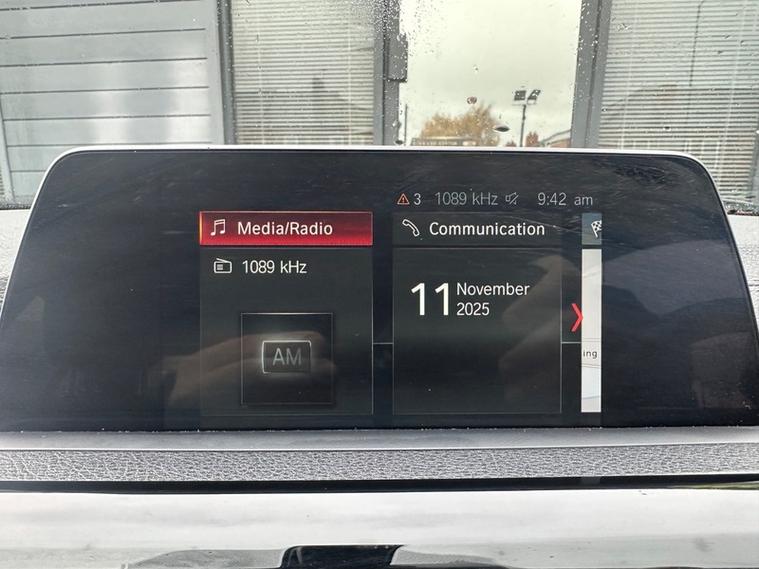 3 1089 kHz 9:42 am
Media/Radio
Communication
1089 kHz
11 November
2025
AM
ing